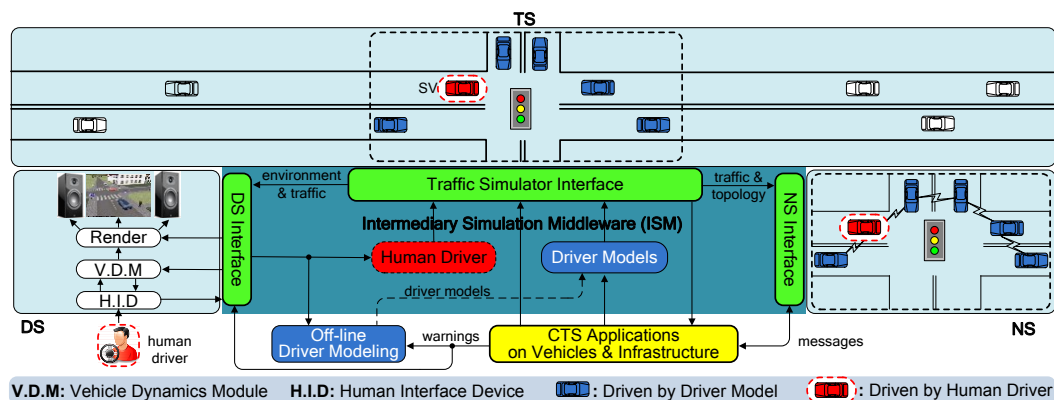 TS
SV
environment
& traffic
Traffic Simulator Interface
traffic &
topology
DS Interface
NS Interface
Intermediary Simulation Middleware (ISM)
Render
Human Driver
Driver Models
V.D.M
driver models
H.I.D
DS
NS
human
driver
Off-line
Driver Modeling
warnings
CTS Applications
on Vehicles & Infrastructure
messages
V.D.M: Vehicle Dynamics Module H.I.D: Human Interface Device : Driven by Driver Model : Driven by Human Driver